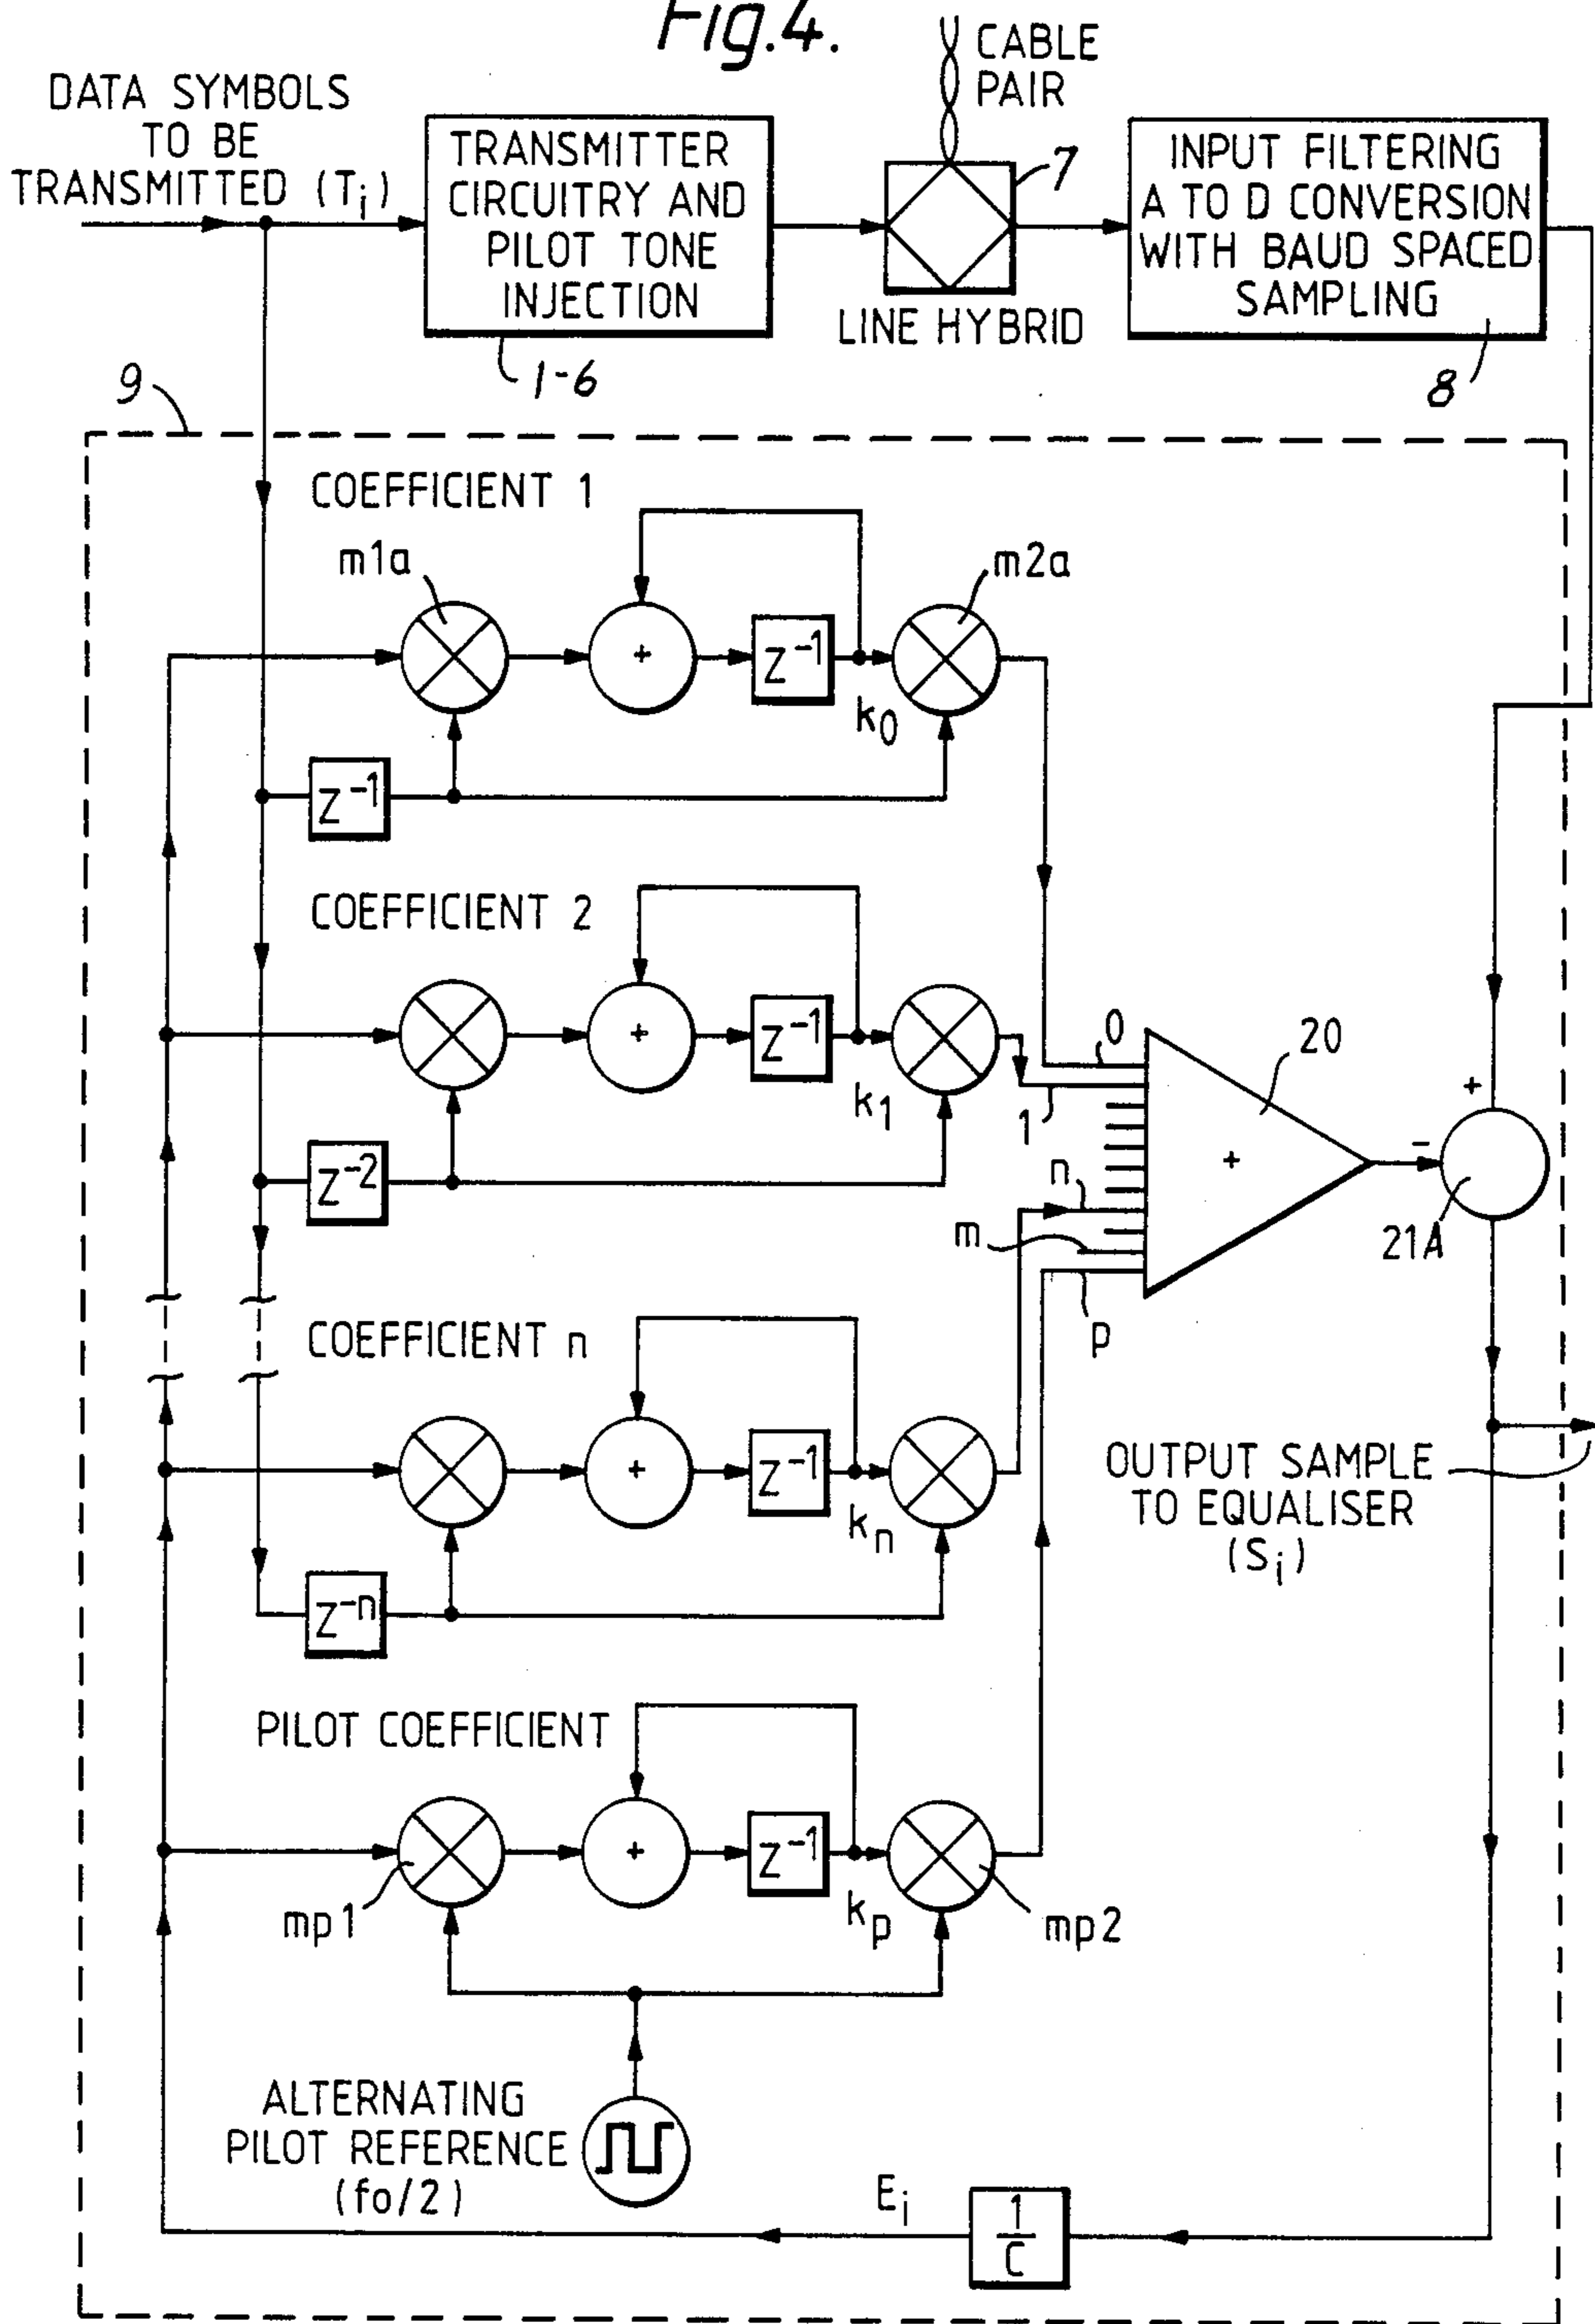 Fig.4.
CABLE
PAIR
DATA SYMBOLS
TO BE
TRANSMITTED (Ti)
TRANSMITTER
CIRCUITRY AND
PILOT TONE
INJECTION
1-6
7
LINE HYBRID
INPUT FILTERING
A TO D CONVERSION
WITH BAUD SPACED
SAMPLING
8
9
COEFFICIENT 1
m1a
+
Z-1
k0
m2a
Z-1
COEFFICIENT 2
+
Z-1
k1
Z-2
0
1
n
m
p
+
20
+
-
21A
COEFFICIENT n
+
Z-1
kn
Z-n
OUTPUT SAMPLE
TO EQUALISER
(Si)
PILOT COEFFICIENT
mp1
+
Z-1
kp
mp2
ALTERNATING
PILOT REFERENCE
(fo/2)
Ei
1
C